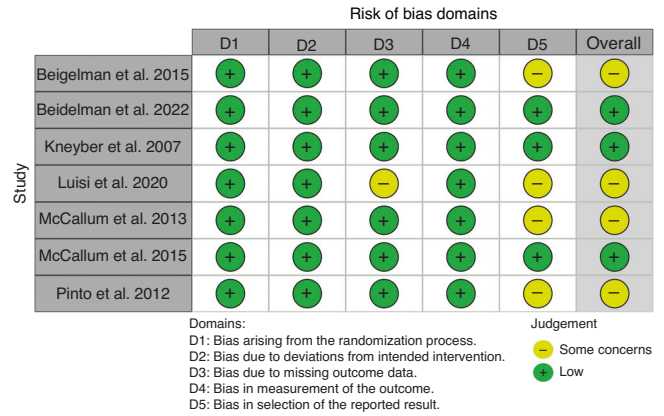 Risk of bias domains
D1 D2 D3 D4 D5 Overall
Study
Beigelman et al. 2015 + + + + − −
Beidelman et al. 2022 + + + + + +
Kneyber et al. 2007 + + + + + +
Luisi et al. 2020 + + − + − −
McCallum et al. 2013 + + + + − −
McCallum et al. 2015 + + + + + +
Pinto et al. 2012 + + + + − −
Domains:
D1: Bias arising from the randomization process.
D2: Bias due to deviations from intended intervention.
D3: Bias due to missing outcome data.
D4: Bias in measurement of the outcome.
D5: Bias in selection of the reported result.
Judgement
− Some concerns
+ Low